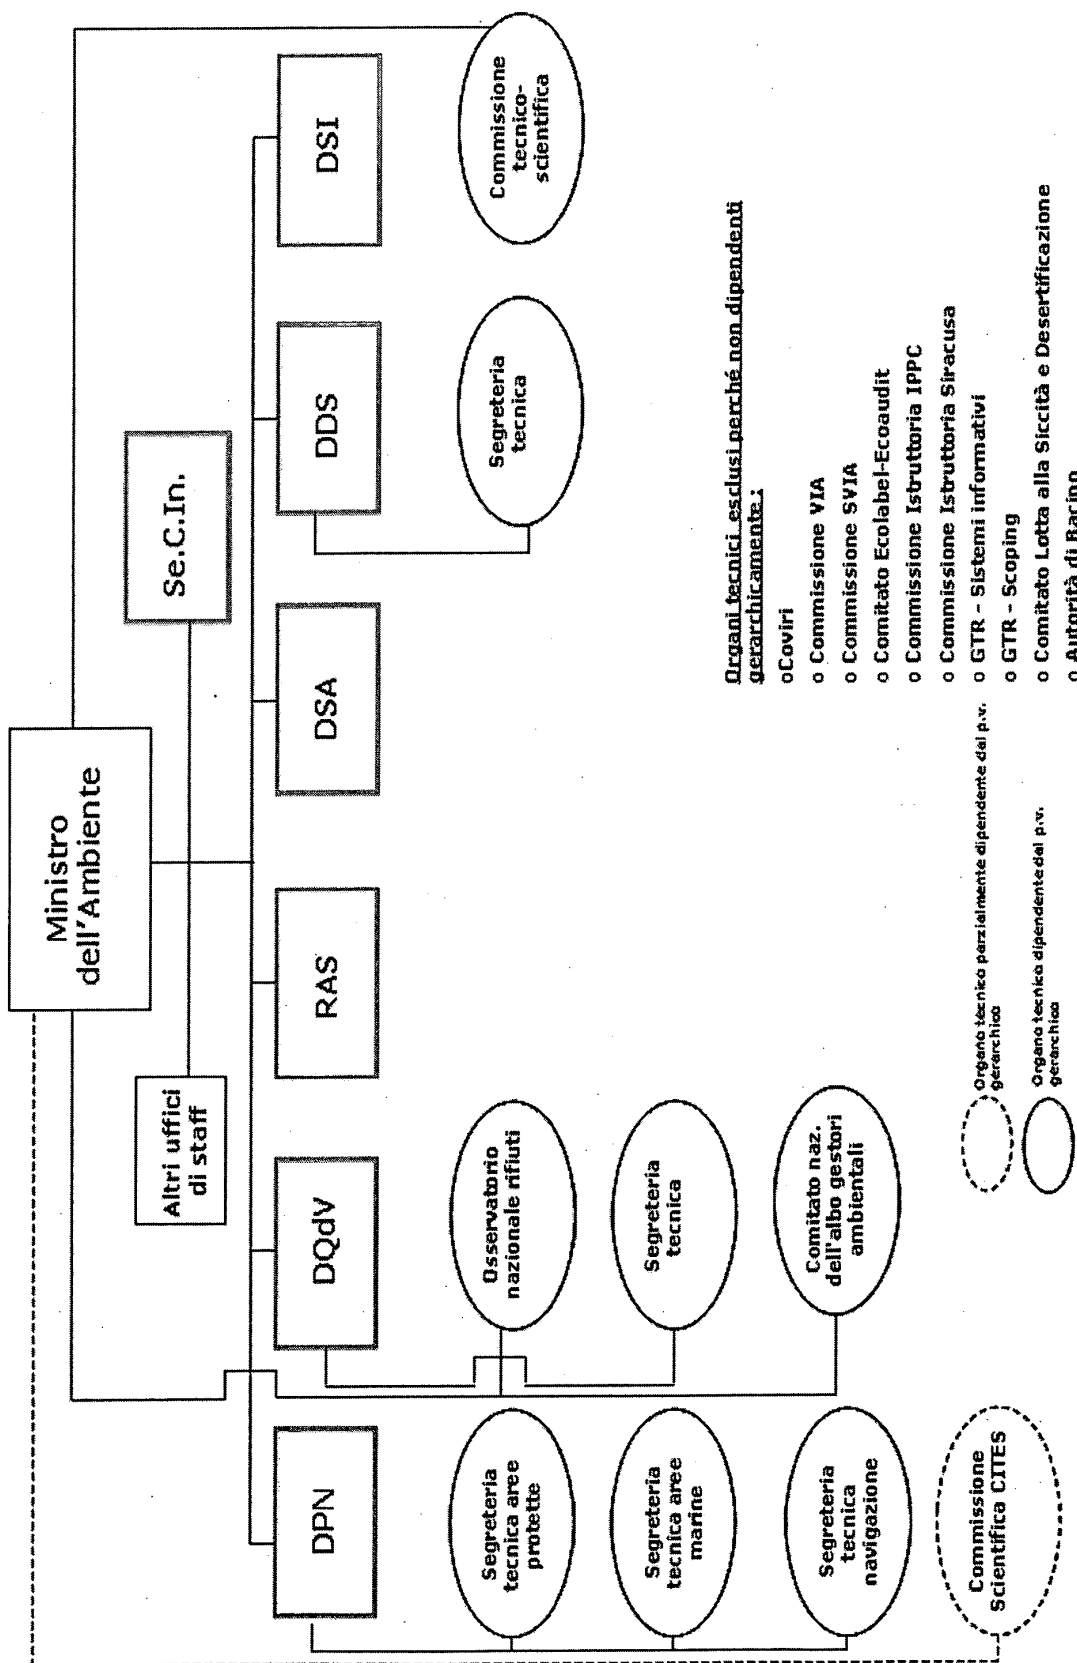 Ministro
dell'Ambiente
Altri uffici
di staff
Se.C.In.
DPN
DQdV
RAS
DSA
DDS
DSI
Segreteria
tecnica aree
protette
Segreteria
tecnica aree
marine
Segreteria
tecnica
navigazione
Commissione
Scientifica CITES
Osservatorio
nazionale rifiuti
Segreteria
tecnica
Comitato naz.
dell'albo gestori
ambientali
Segreteria
tecnica
Commissione
tecnico-
scientifica
Organi tecnici esclusi perché non dipendenti
gerarchicamente :
oCoviri
o Commissione VIA
o Commissione SVIA
o Comitato Ecolabel-Ecoaudit
o Commissione Istruttoria IPPC
o Commissione Istruttoria Siracusa
o GTR - Sistemi informativi
o GTR - Scoping
o Comitato Lotta alla Siccità e Desertificazione
o Autorità di Bacino
Organo tecnico parzialmente dipendente dal p.v.
gerarchico
Organo tecnico dipendente dal p.v.
gerarchico